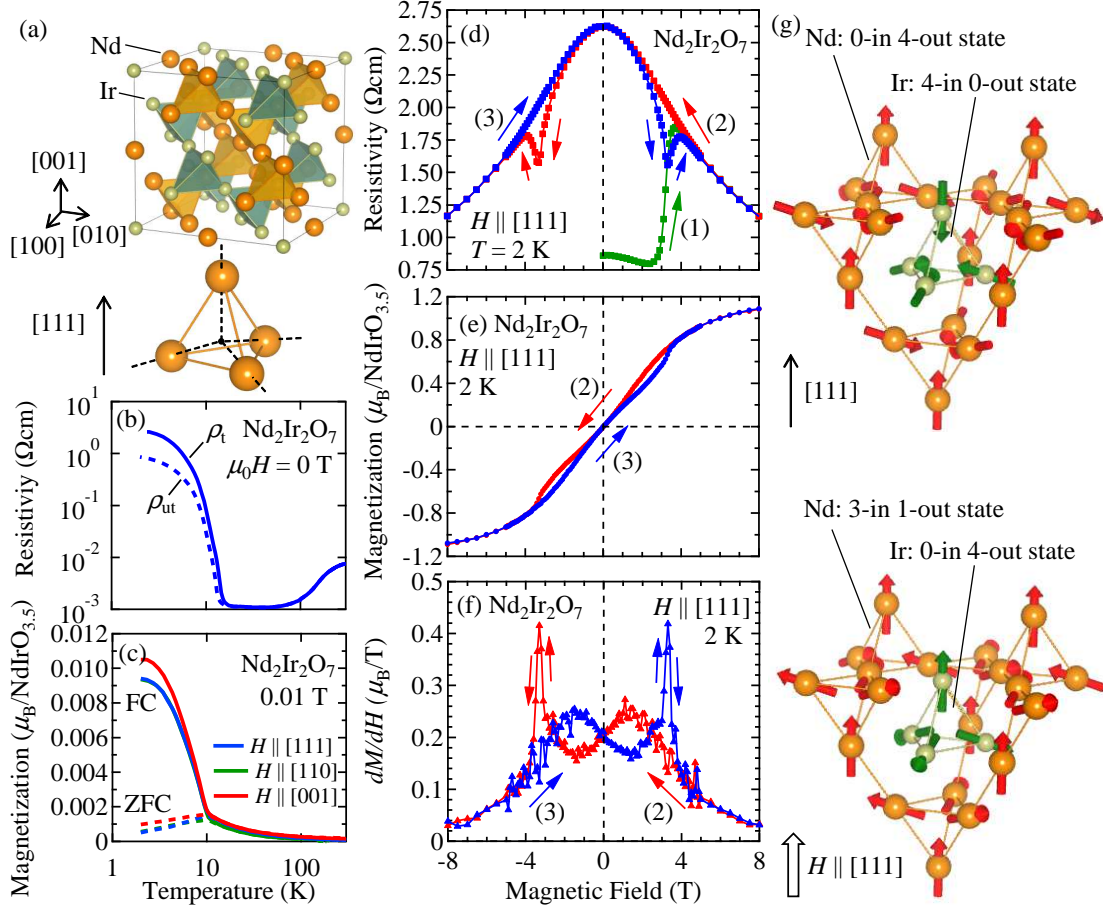 (a)
Nd
Ir
[001]
[100]
[010]
[111]
(b)
Resistiviy (Ωcm)
10¹
10⁰
10⁻¹
10⁻²
10⁻³
ρt
Nd₂Ir₂O₇
μ₀H = 0 T
ρut
(c)
Magnetization (μB/NdIrO₃.₅)
0.012
0.010
0.008
0.006
0.004
0.002
0
Nd₂Ir₂O₇
0.01 T
FC
H || [111]
H || [110]
H || [001]
ZFC
1
10
100
Temperature (K)
(d)
Nd₂Ir₂O₇
Resistivity (Ωcm)
2.75
2.50
2.25
2.00
1.75
1.50
1.25
1.00
0.75
(3)
(2)
(1)
H || [111]
T = 2 K
(e)
Nd₂Ir₂O₇
H || [111]
2 K
Magnetization (μB/NdIrO₃.₅)
1.2
0.8
0.4
0
-0.4
-0.8
-1.2
(2)
(3)
(f)
Nd₂Ir₂O₇
H || [111]
2 K
dM/dH (μB/T)
0.5
0.4
0.3
0.2
0.1
0
(3)
(2)
-8
-4
0
4
8
Magnetic Field (T)
(g)
Nd: 0-in 4-out state
Ir: 4-in 0-out state
[111]
Nd: 3-in 1-out state
Ir: 0-in 4-out state
H || [111]